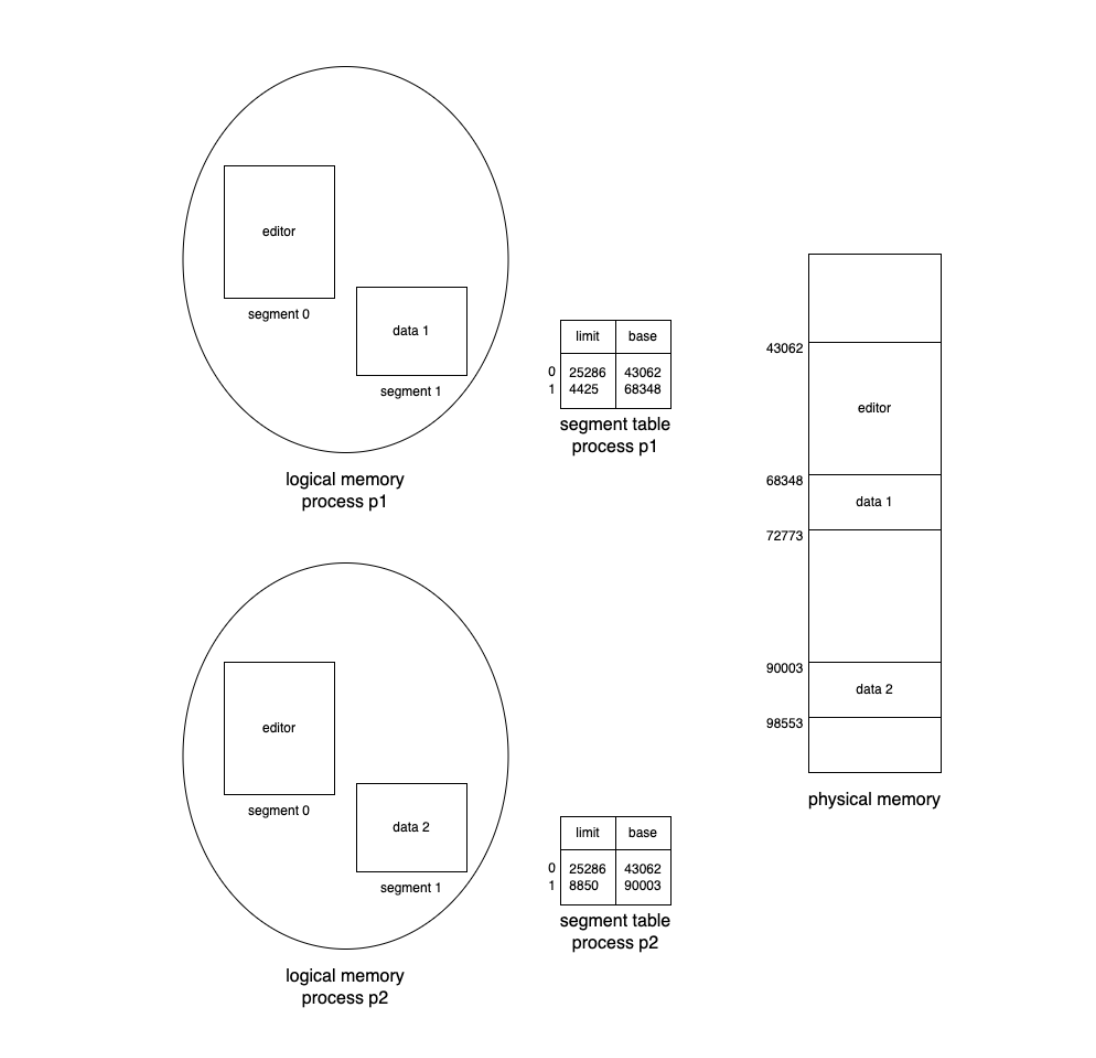 editor
segment 0
data 1
segment 1
logical memory
process p1
limit base
0 25286 43062
1 4425 68348
segment table
process p1
editor
segment 0
data 2
segment 1
logical memory
process p2
limit base
0 25286 43062
1 8850 90003
segment table
process p2
43062
editor
68348
data 1
72773
90003
data 2
98553
physical memory